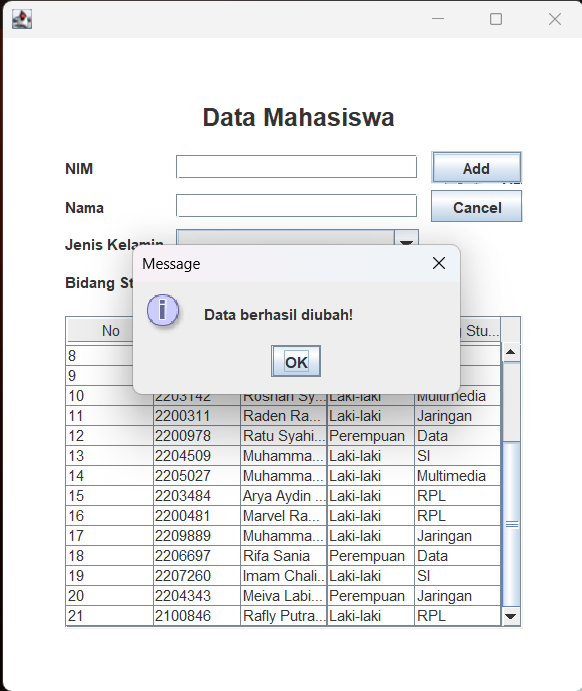 Data Mahasiswa
NIM
Add
Nama
Cancel
Jenis Kelamin
Bidang St
Message
Data berhasil diubah!
OK
No g Stu...
8
9
10 2203142 Roshan Sy... Laki-laki Multimedia
11 2200311 Raden Ra... Laki-laki Jaringan
12 2200978 Ratu Syahi... Perempuan Data
13 2204509 Muhamma... Laki-laki SI
14 2205027 Muhamma... Laki-laki Multimedia
15 2203484 Arya Aydin ... Laki-laki RPL
16 2200481 Marvel Ra... Laki-laki RPL
17 2209889 Muhamma... Laki-laki Jaringan
18 2206697 Rifa Sania Perempuan Data
19 2207260 Imam Chali... Laki-laki SI
20 2204343 Meiva Labi... Perempuan Jaringan
21 2100846 Rafly Putra... Laki-laki RPL